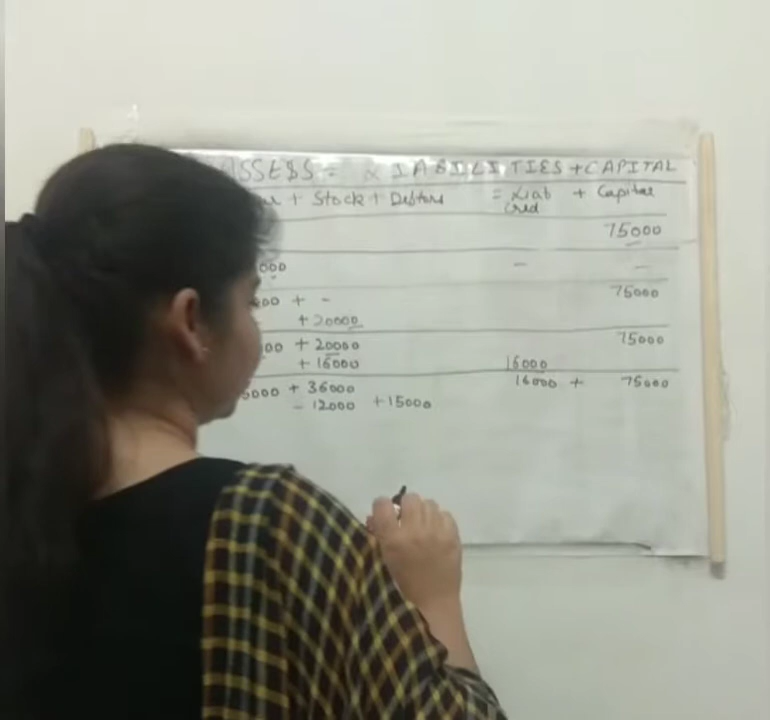 ASSE$S = LIABILITIES + CAPITAL
+ Stock + Debtors = Liab + Capital
cred
75000
000 - -
00 + - 75000
+ 20000
00 + 20000 75000
+ 16000 16000
000 + 36000 16000 + 75000
- 12000 + 15000